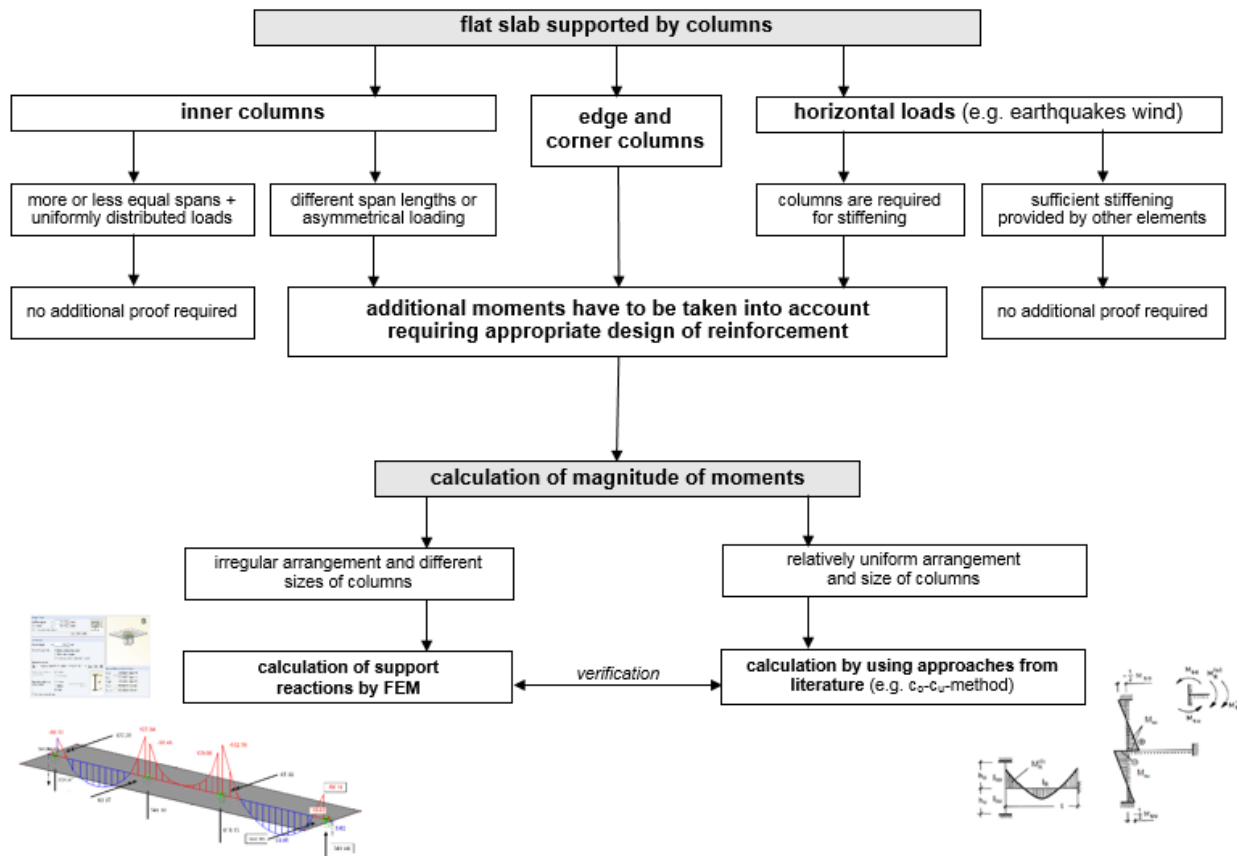 flat slab supported by columns
inner columns
edge and
corner columns
horizontal loads (e.g. earthquakes wind)
more or less equal spans +
uniformly distributed loads
different span lengths or
asymmetrical loading
columns are required
for stiffening
sufficient stiffening
provided by other elements
no additional proof required
additional moments have to be taken into account
requiring appropriate design of reinforcement
no additional proof required
calculation of magnitude of moments
irregular arrangement and different
sizes of columns
relatively uniform arrangement
and size of columns
calculation of support
reactions by FEM
verification
calculation by using approaches from
literature (e.g. c₀-cᵤ-method)